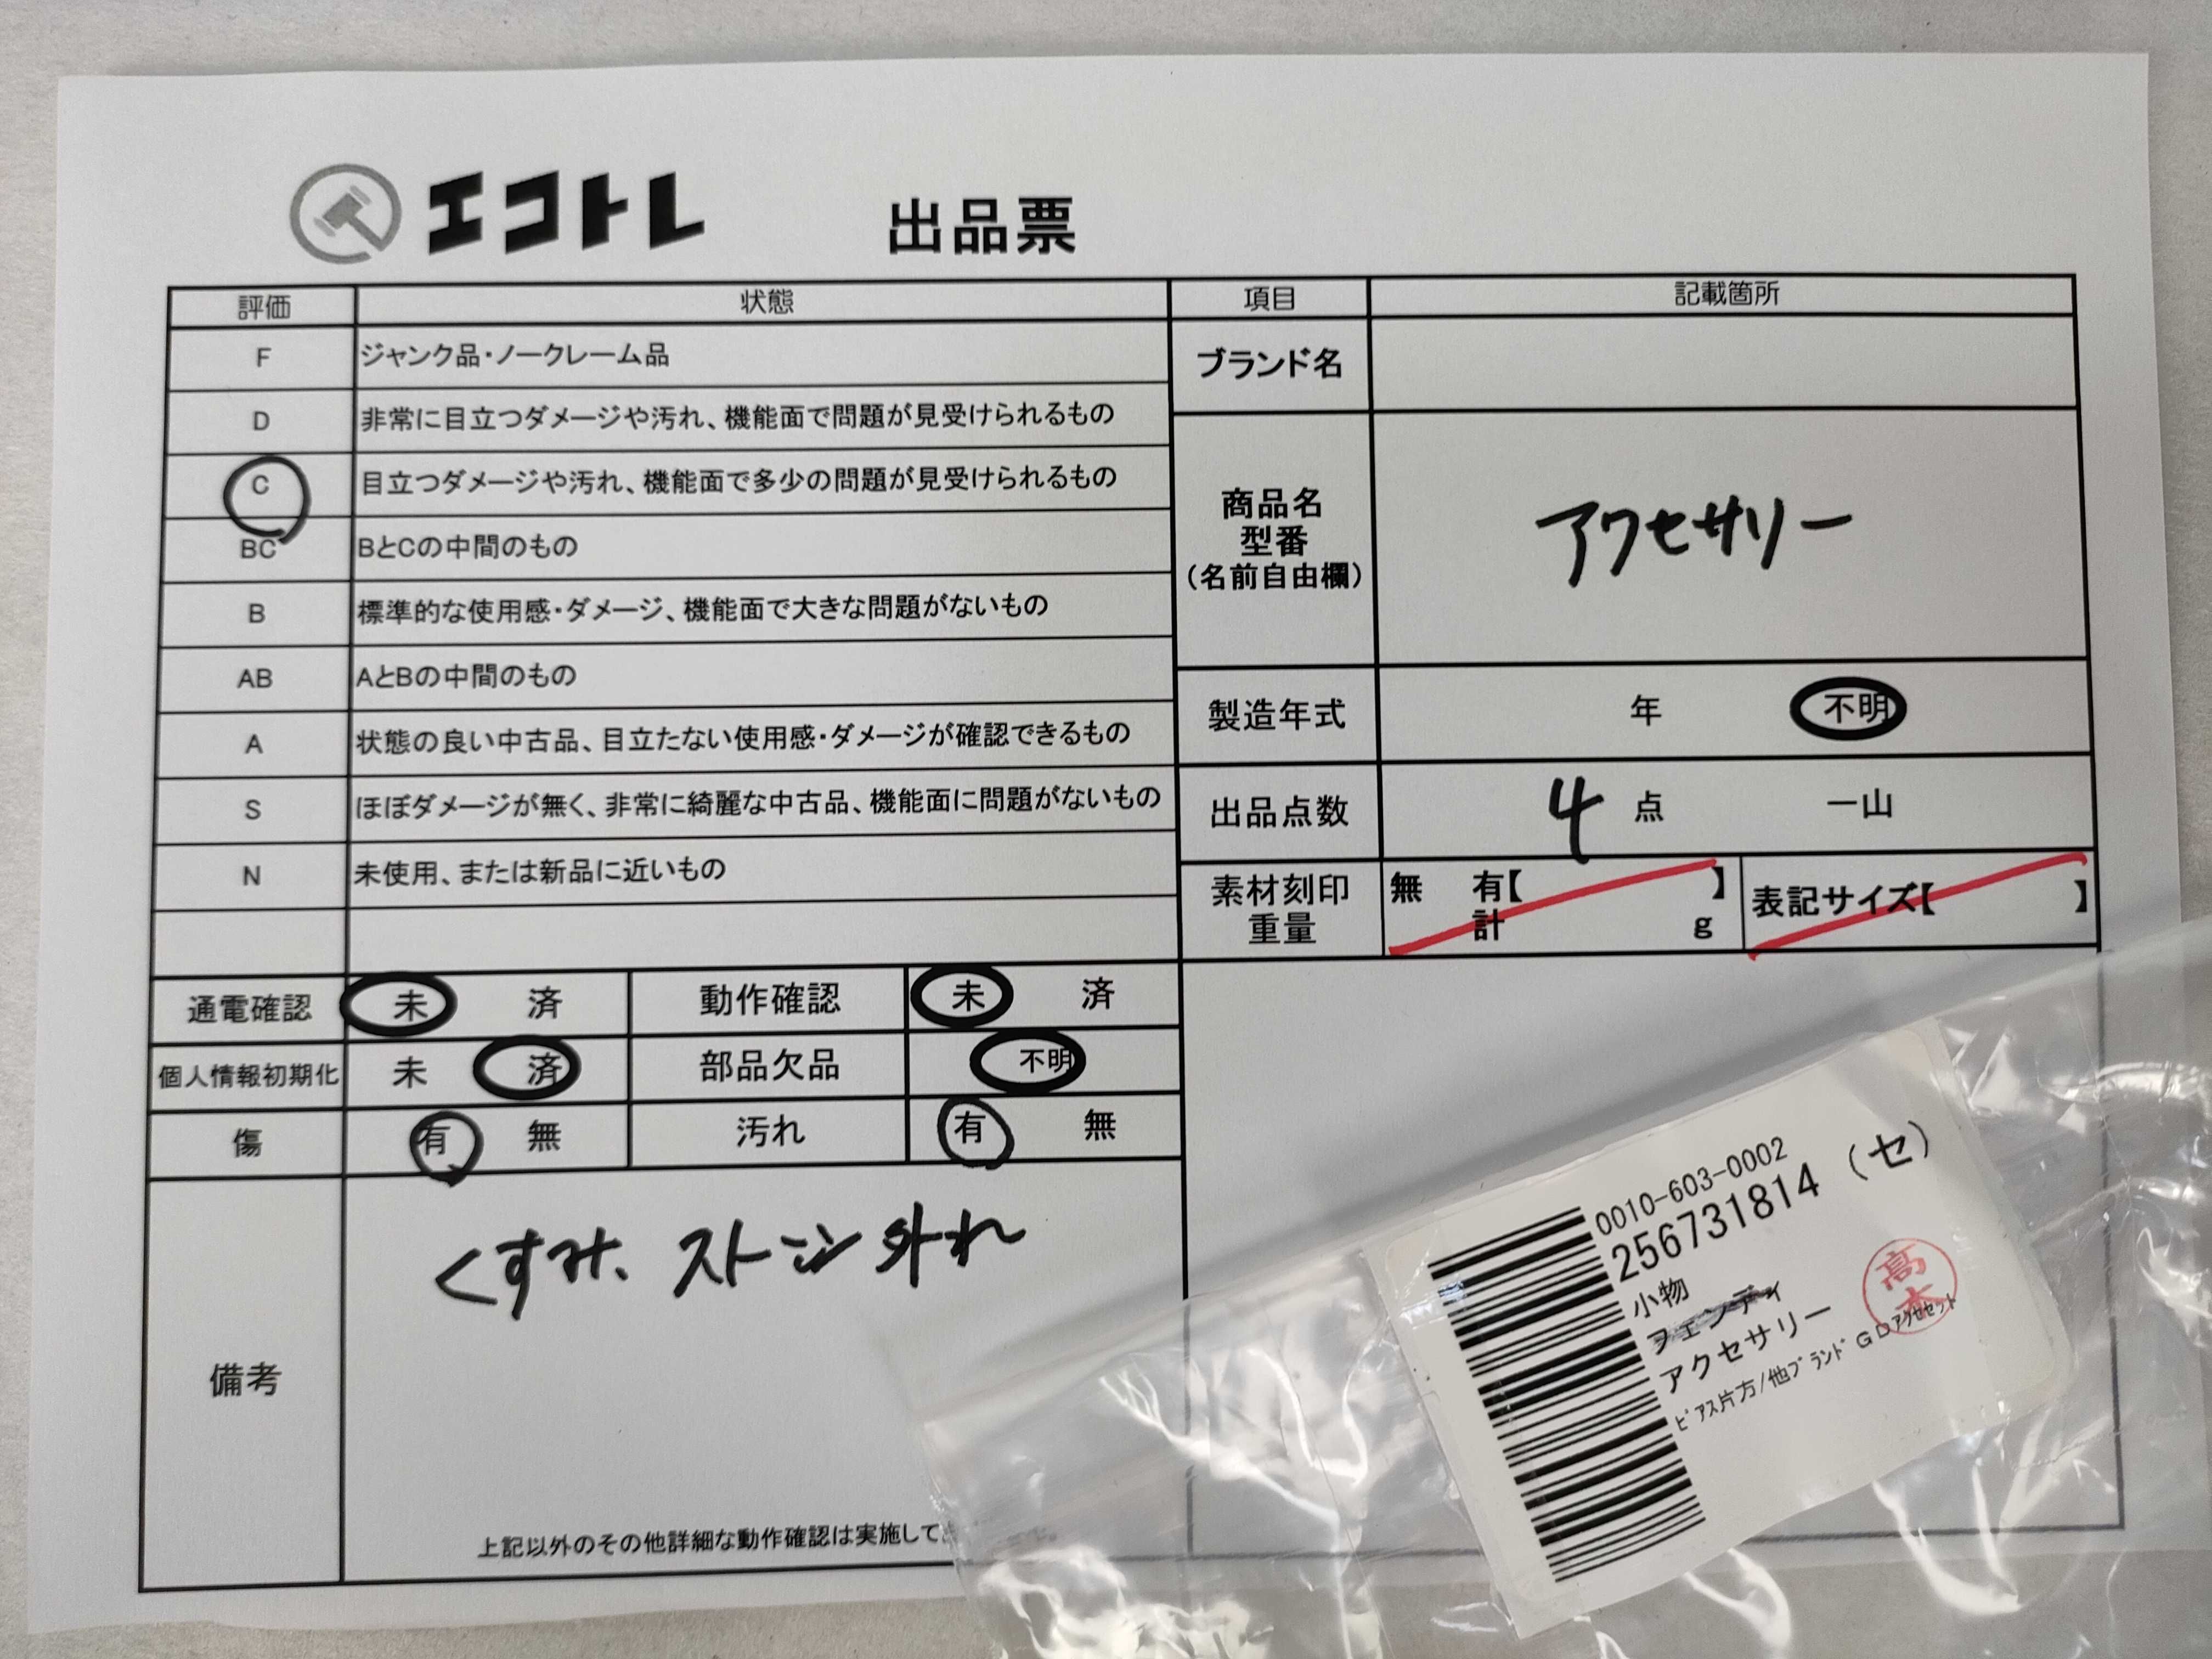 エコトレ 出品票
評価 状態
F ジャンク品・ノークレーム品
D 非常に目立つダメージや汚れ、機能面で問題が見受けられるもの
C 目立つダメージや汚れ、機能面で多少の問題が見受けられるもの
BC BとCの中間のもの
B 標準的な使用感・ダメージ、機能面で大きな問題がないもの
AB AとBの中間のもの
A 状態の良い中古品、目立たない使用感・ダメージが確認できるもの
S ほぼダメージが無く、非常に綺麗な中古品、機能面に問題がないもの
N 未使用、または新品に近いもの
通電確認 未 済 動作確認 未 済
個人情報初期化 未 済 部品欠品 不明
傷 有 無 汚れ 有 無
備考
くすみ、ストーン外れ
上記以外のその他詳細な動作確認は実施して
項目 記載箇所
ブランド名
商品名
型番
(名前自由欄)
アクセサリー
製造年式 年 不明
出品点数 4 点 一山
素材刻印 無 有【 】
重量 計 g
表記サイズ【 】
0010-603-0002
256731814 (セ)
小物
フェンディ
アクセサリー
ピアス片方/他ブランドGDアクセセット
高木